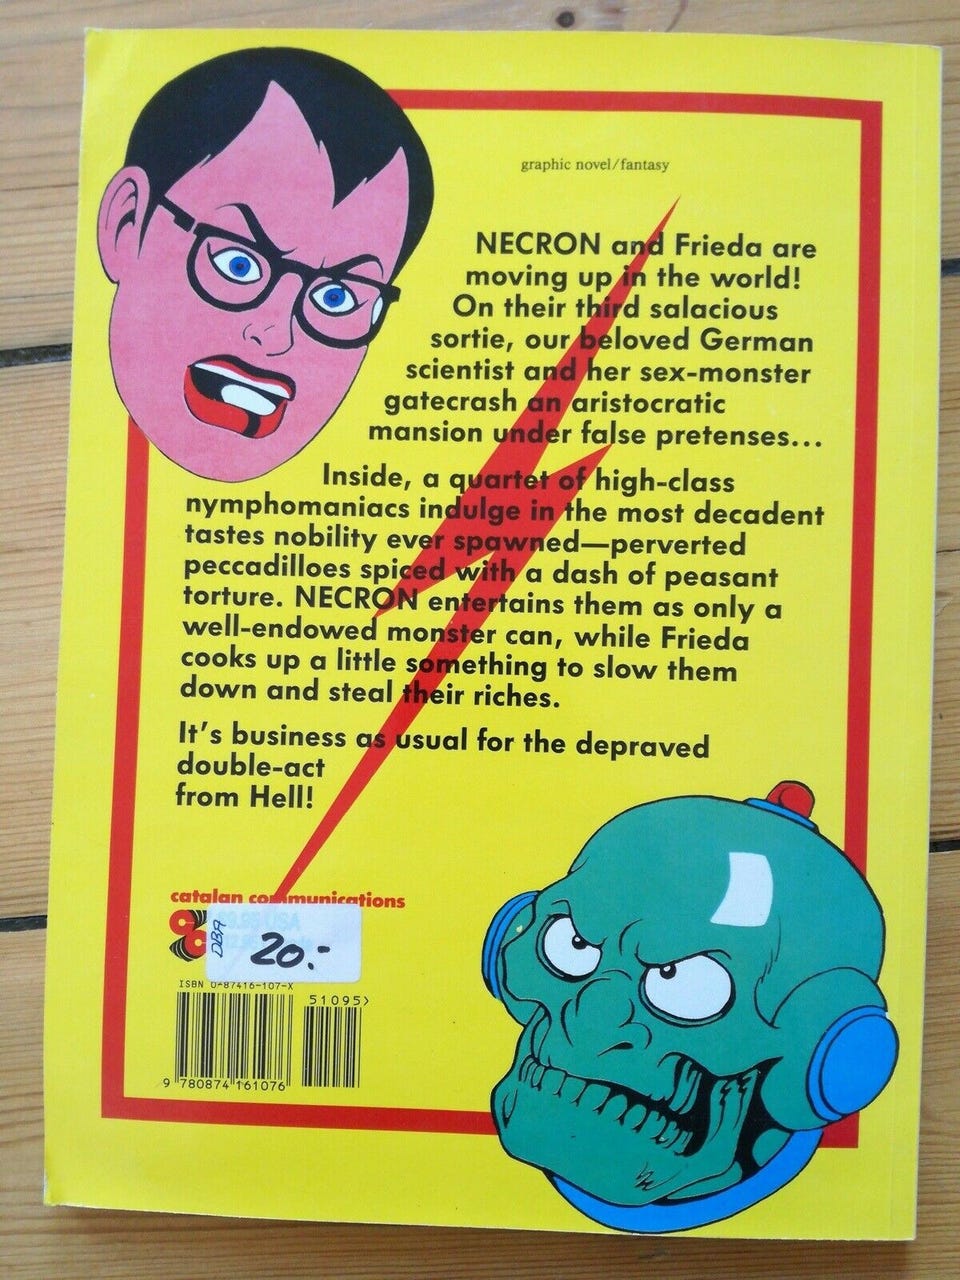 graphic novel/fantasy
NECRON and Frieda are
moving up in the world!
On their third salacious
sortie, our beloved German
scientist and her sex-monster
gatecrash an aristocratic
mansion under false pretenses...
Inside, a quartet of high-class
nymphomaniacs indulge in the most decadent
tastes nobility ever spawned—perverted
peccadilloes spiced with a dash of peasant
torture. NECRON entertains them as only a
well-endowed monster can, while Frieda
cooks up a little something to slow them
down and steal their riches.
It's business as usual for the depraved
double-act
from Hell!
catalan communications
DBA
20.-
ISBN 0-87416-107-X
51095>
9 780874 161076